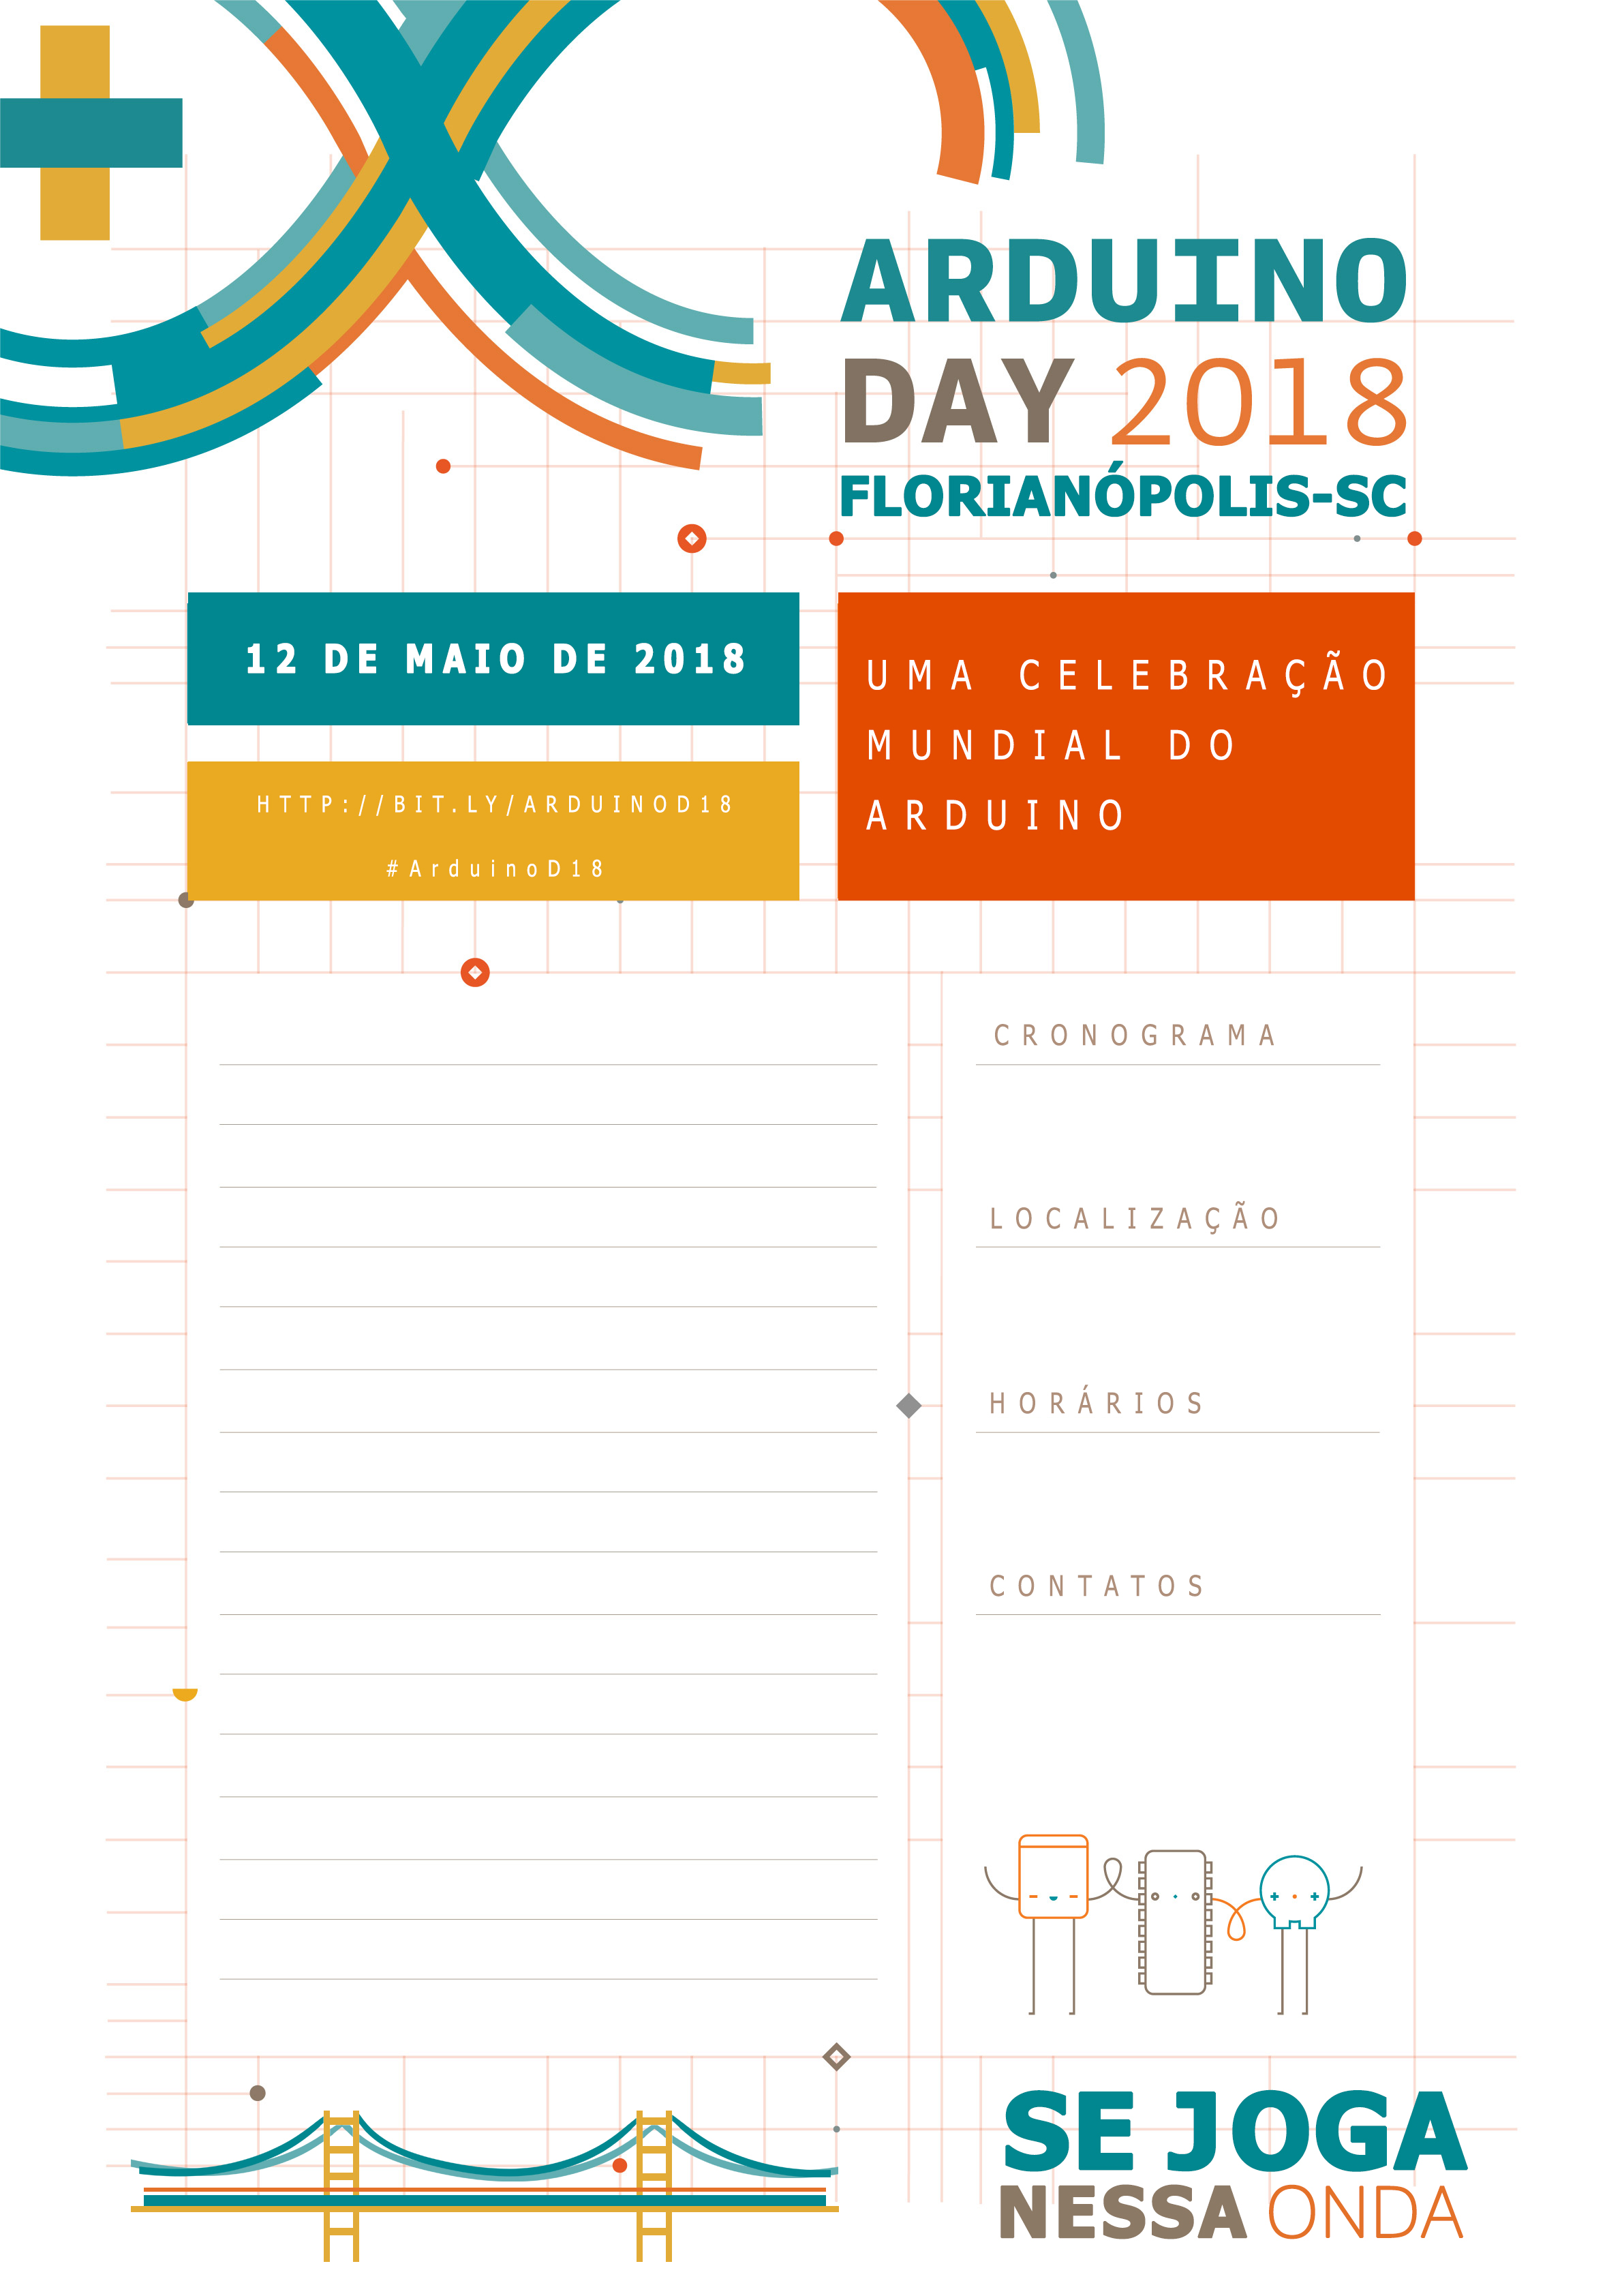 ARDUINO
DAY 2018
FLORIANÓPOLIS-SC
12 DE MAIO DE 2018
HTTP://BIT.LY/ARDUINOD18
#ArduinoD18
UMA CELEBRAÇÃO
MUNDIAL DO
ARDUINO
CRONOGRAMA
LOCALIZAÇÃO
HORÁRIOS
CONTATOS
SE JOGA
NESSA ONDA